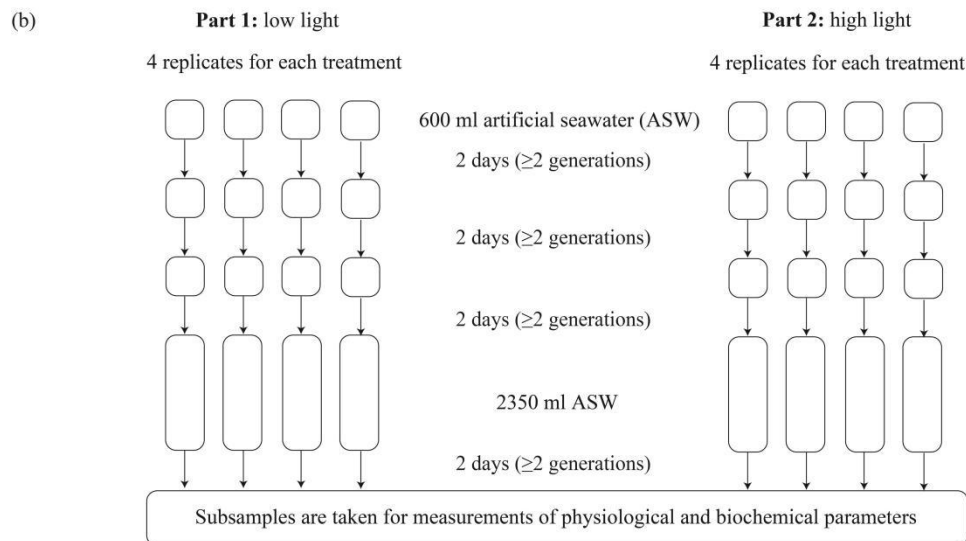 (b)
Part 1: low light
Part 2: high light
4 replicates for each treatment
4 replicates for each treatment
600 ml artificial seawater (ASW)
2 days (≥2 generations)
2 days (≥2 generations)
2 days (≥2 generations)
2350 ml ASW
2 days (≥2 generations)
Subsamples are taken for measurements of physiological and biochemical parameters